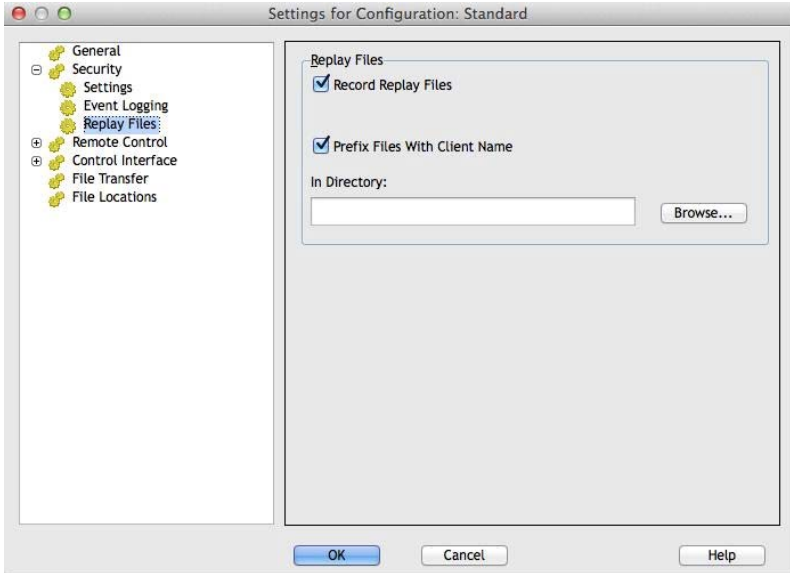 Settings for Configuration: Standard
General
Security
Settings
Event Logging
Replay Files
Remote Control
Control Interface
File Transfer
File Locations
Replay Files
Record Replay Files
Prefix Files With Client Name
In Directory:
Browse...
OK
Cancel
Help